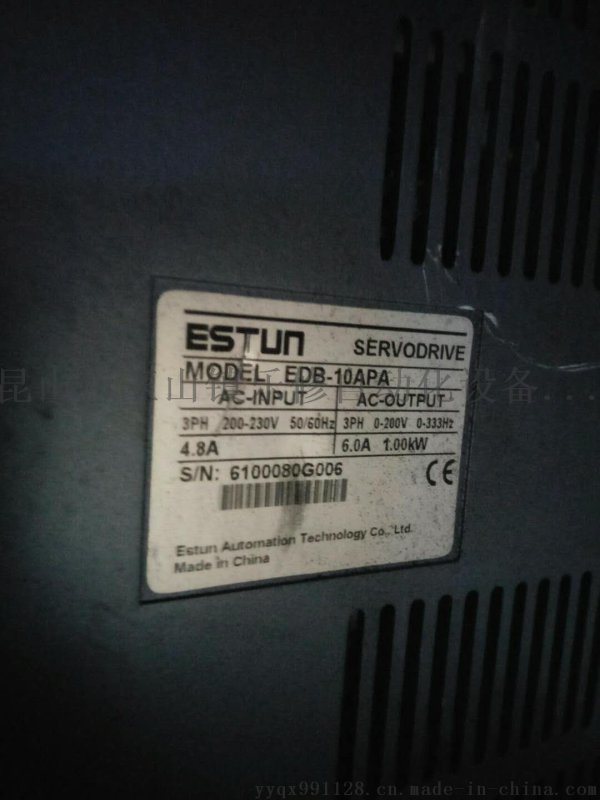 ESTUN SERVODRIVE
MODEL: EDB-10APA
AC-INPUT AC-OUTPUT
3PH 200-230V 50/60Hz 3PH 0-200V 0-333Hz
4.8A 6.0A 1.00kW
S/N: 6100080G006
CE
Estun Automation Technology Co., Ltd.
Made in China
yyqx991128.cn.made-in-china.com